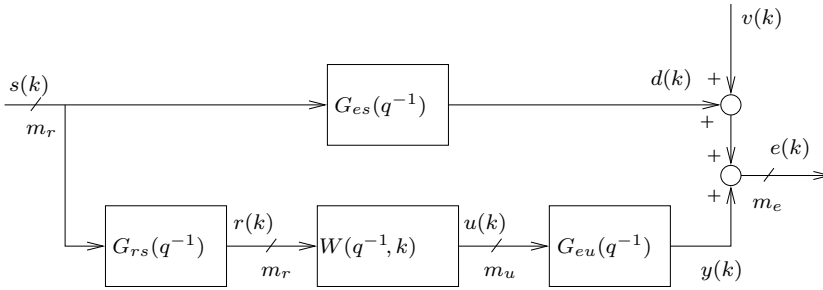 v(k)
s(k)
m_r
G_{es}(q^{-1})
d(k)
+
+
+
e(k)
m_e
+
G_{rs}(q^{-1})
r(k)
m_r
W(q^{-1}, k)
u(k)
m_u
G_{eu}(q^{-1})
y(k)